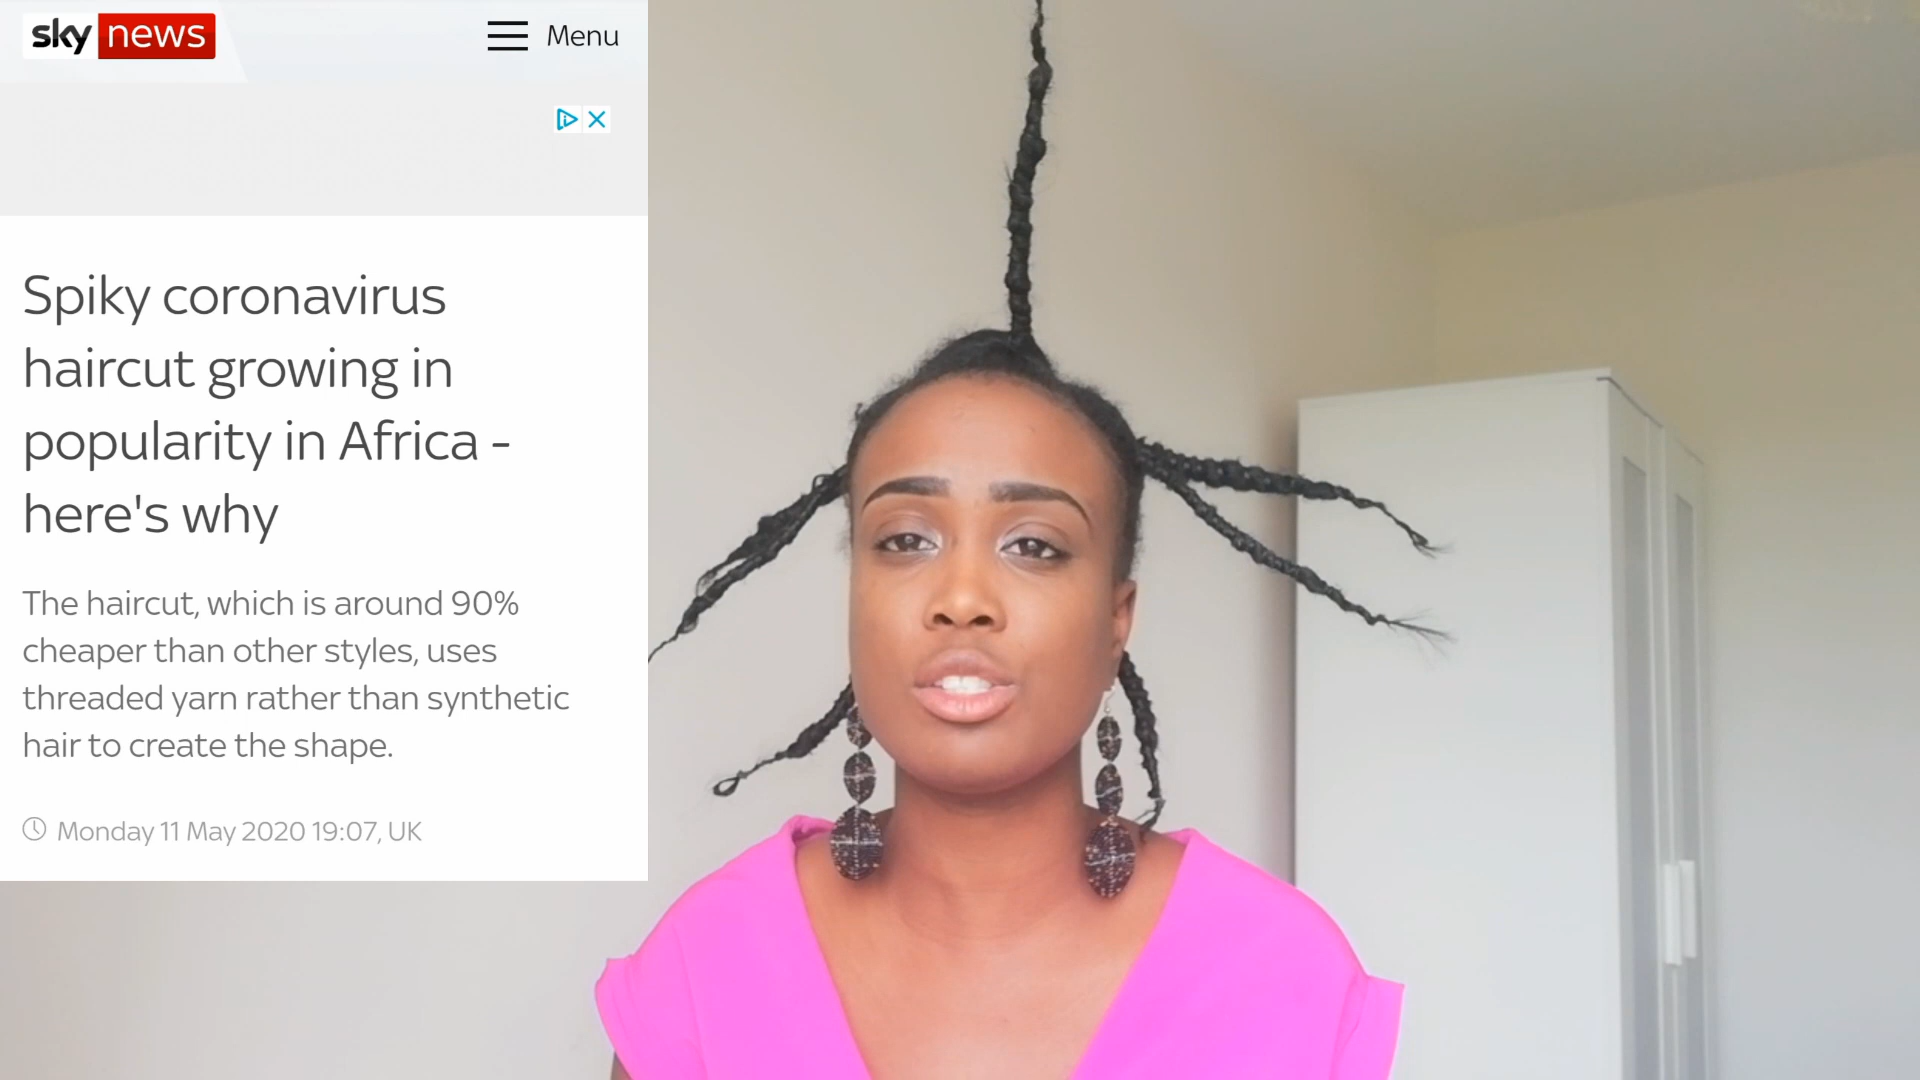 sky news
Menu
Spiky coronavirus
haircut growing in
popularity in Africa -
here's why
The haircut, which is around 90%
cheaper than other styles, uses
threaded yarn rather than synthetic
hair to create the shape.
Monday 11 May 2020 19:07, UK